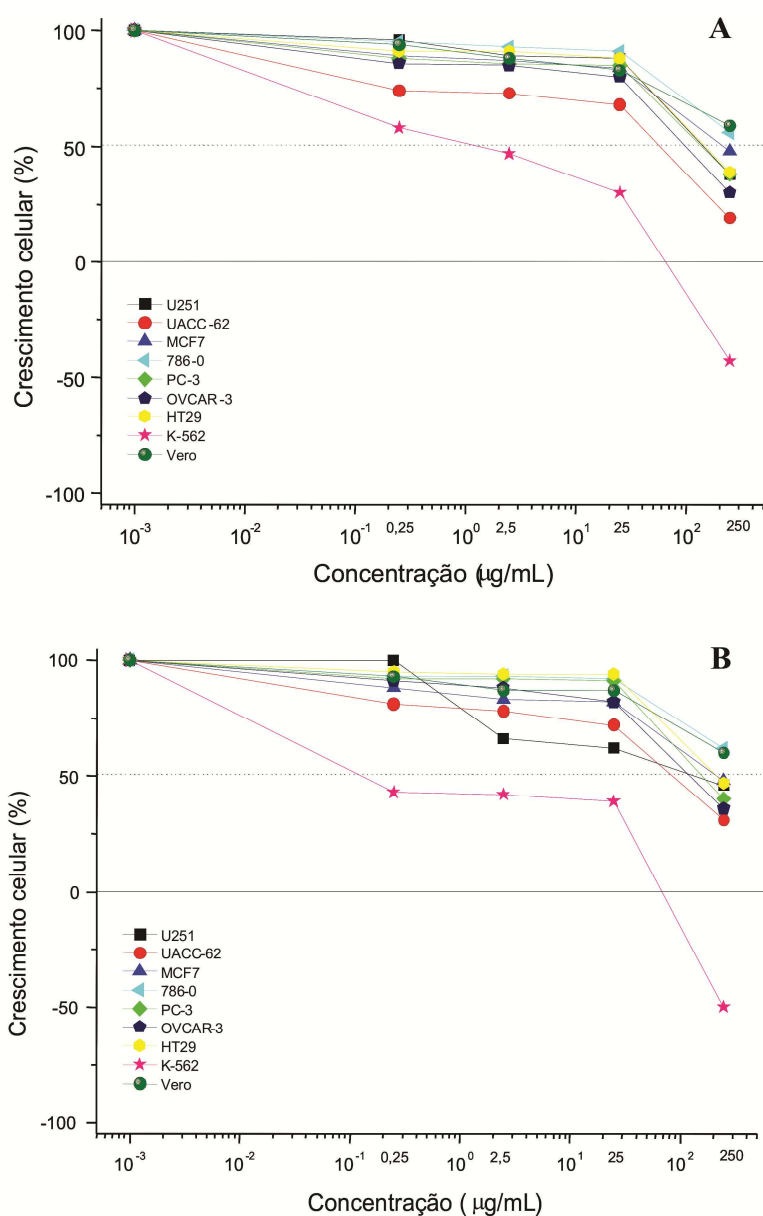 A
Crescimento celular (%)
100
50
0
-50
-100
U251
UACC-62
MCF7
786-0
PC-3
OVCAR-3
HT29
K-562
Vero
10⁻³ 10⁻² 10⁻¹ 0,25 10⁰ 2,5 10¹ 25 10² 250
Concentração (µg/mL)
B
Crescimento celular (%)
100
50
0
-50
-100
U251
UACC-62
MCF7
786-0
PC-3
OVCAR-3
HT29
K-562
Vero
10⁻³ 10⁻² 10⁻¹ 0,25 10⁰ 2,5 10¹ 25 10² 250
Concentração ( µg/mL)